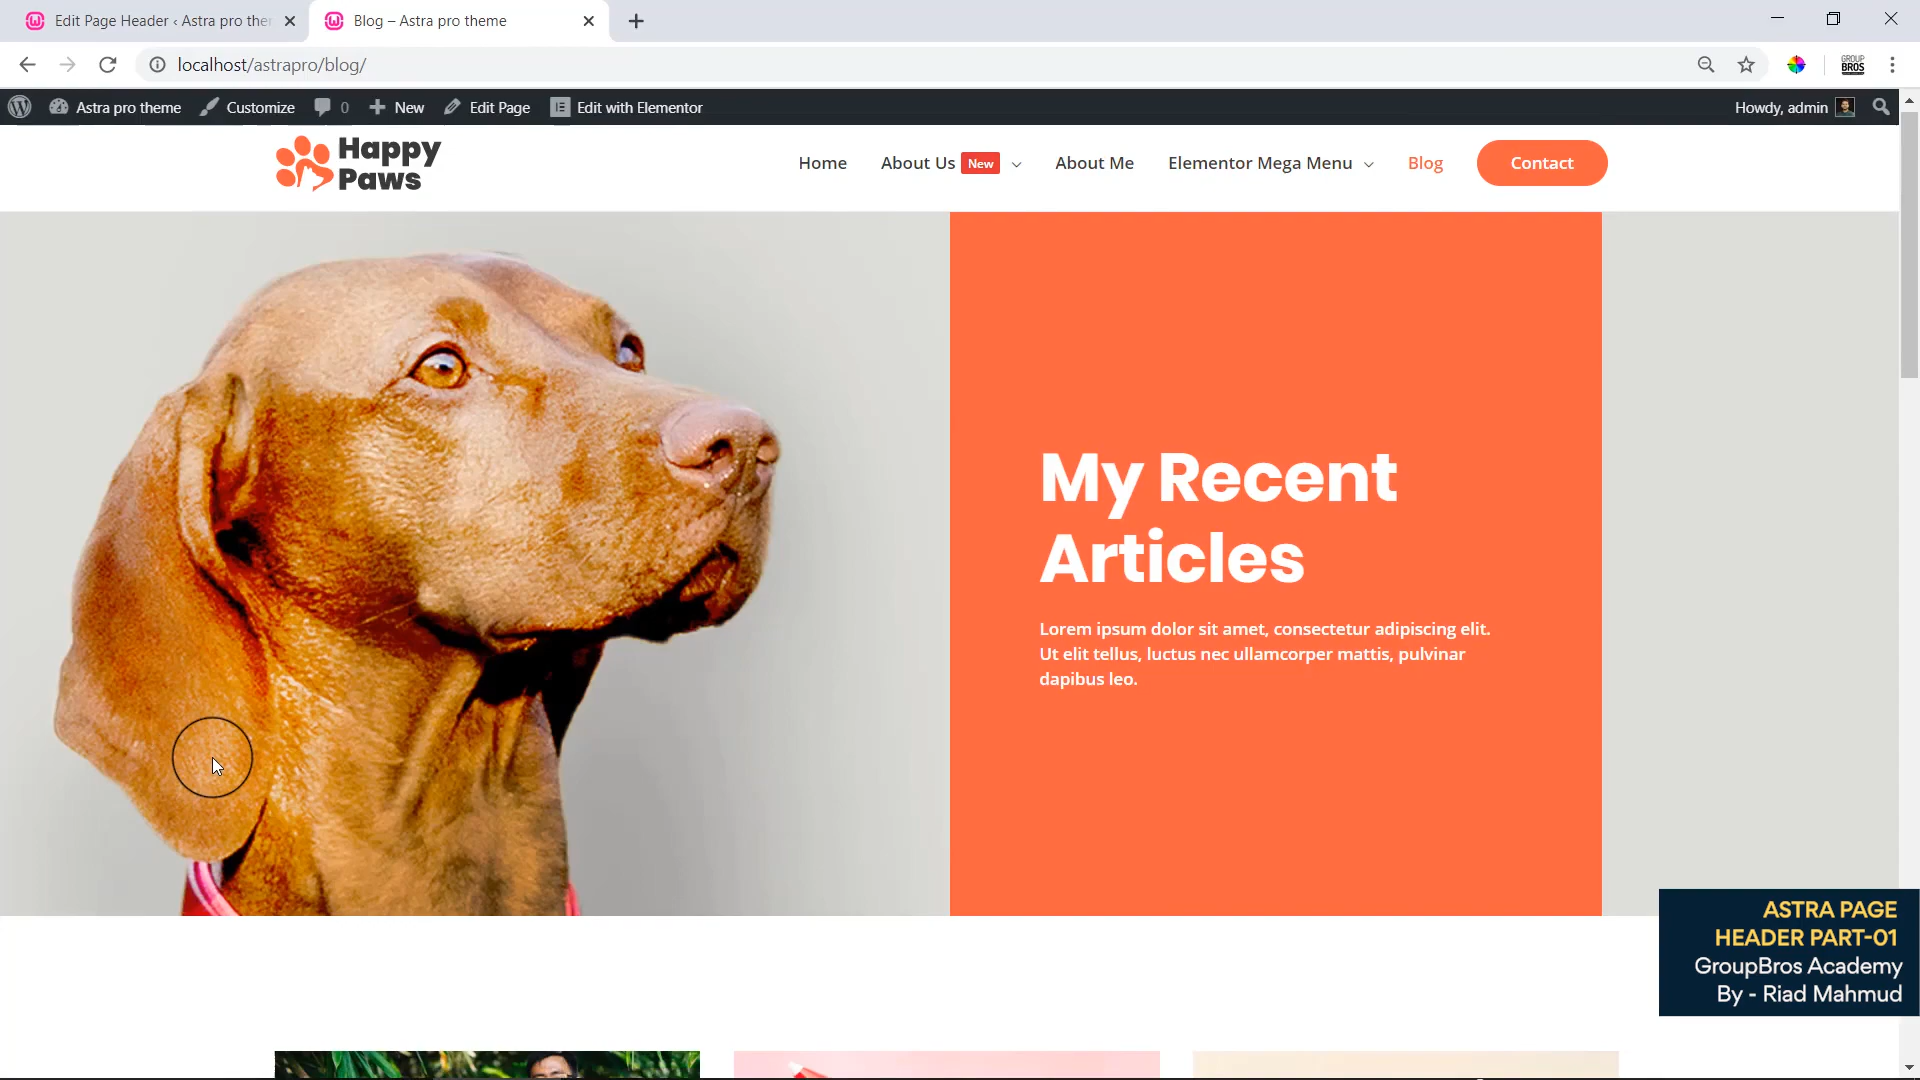 Edit Page Header ‹ Astra pro the
Blog – Astra pro theme
localhost/astrapro/blog/
GROUP
BROS
Astra pro theme
Customize
0
New
Edit Page
Edit with Elementor
Howdy, admin
Happy
Paws
Home
About Us New
About Me
Elementor Mega Menu
Blog
Contact
My Recent
Articles
Lorem ipsum dolor sit amet, consectetur adipiscing elit.
Ut elit tellus, luctus nec ullamcorper mattis, pulvinar
dapibus leo.
ASTRA PAGE
HEADER PART-01
GroupBros Academy
By - Riad Mahmud